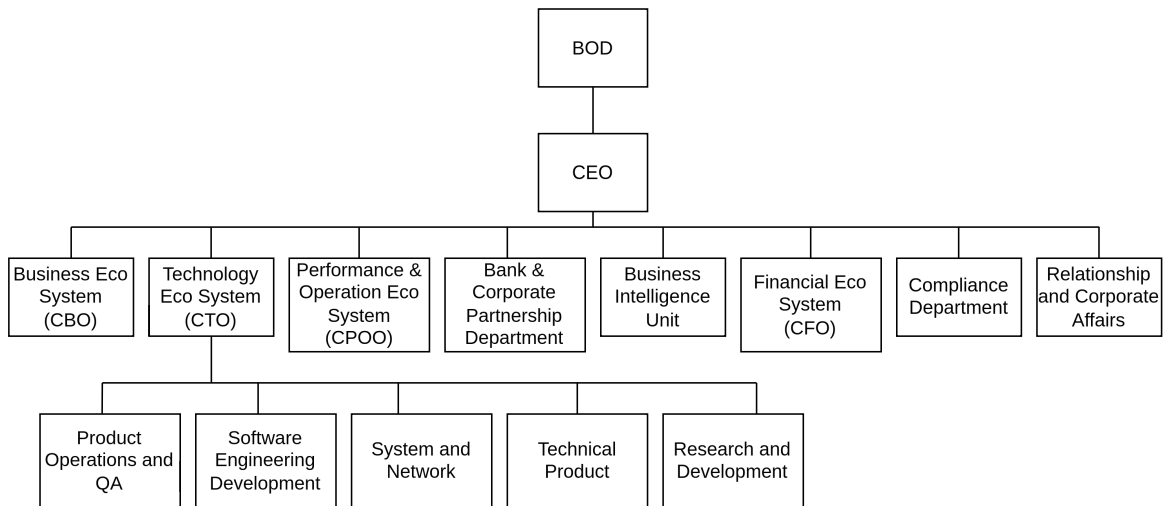 BOD
CEO
Business Eco
System
(CBO)
Technology
Eco System
(CTO)
Performance &
Operation Eco
System
(CPOO)
Bank &
Corporate
Partnership
Department
Business
Intelligence
Unit
Financial Eco
System
(CFO)
Compliance
Department
Relationship
and Corporate
Affairs
Product
Operations and
QA
Software
Engineering
Development
System and
Network
Technical
Product
Research and
Development